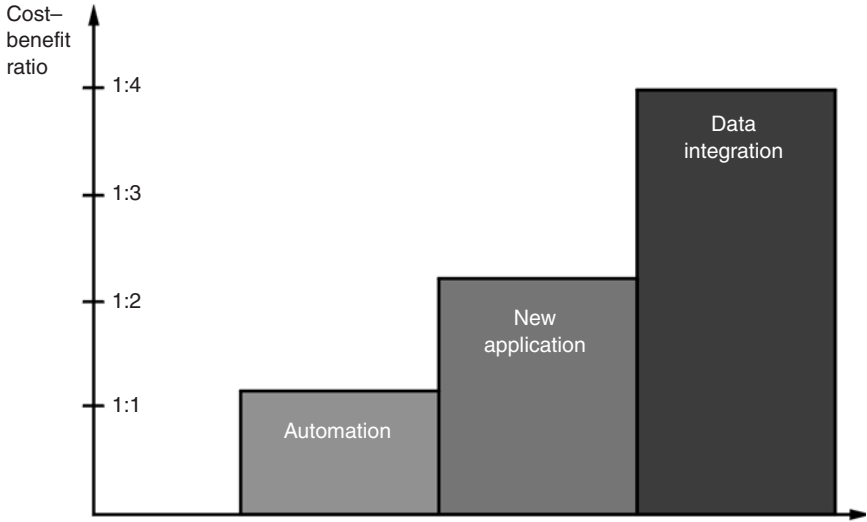 Cost–
benefit
ratio
1:4
1:3
1:2
1:1
Data
integration
New
application
Automation